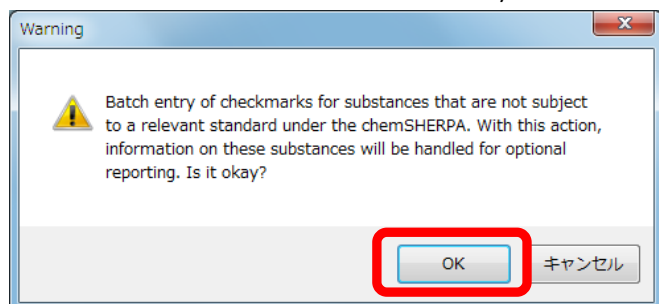 Warning
Batch entry of checkmarks for substances that are not subject
to a relevant standard under the chemSHERPA. With this action,
information on these substances will be handled for optional
reporting. Is it okay?
OK
キャンセル